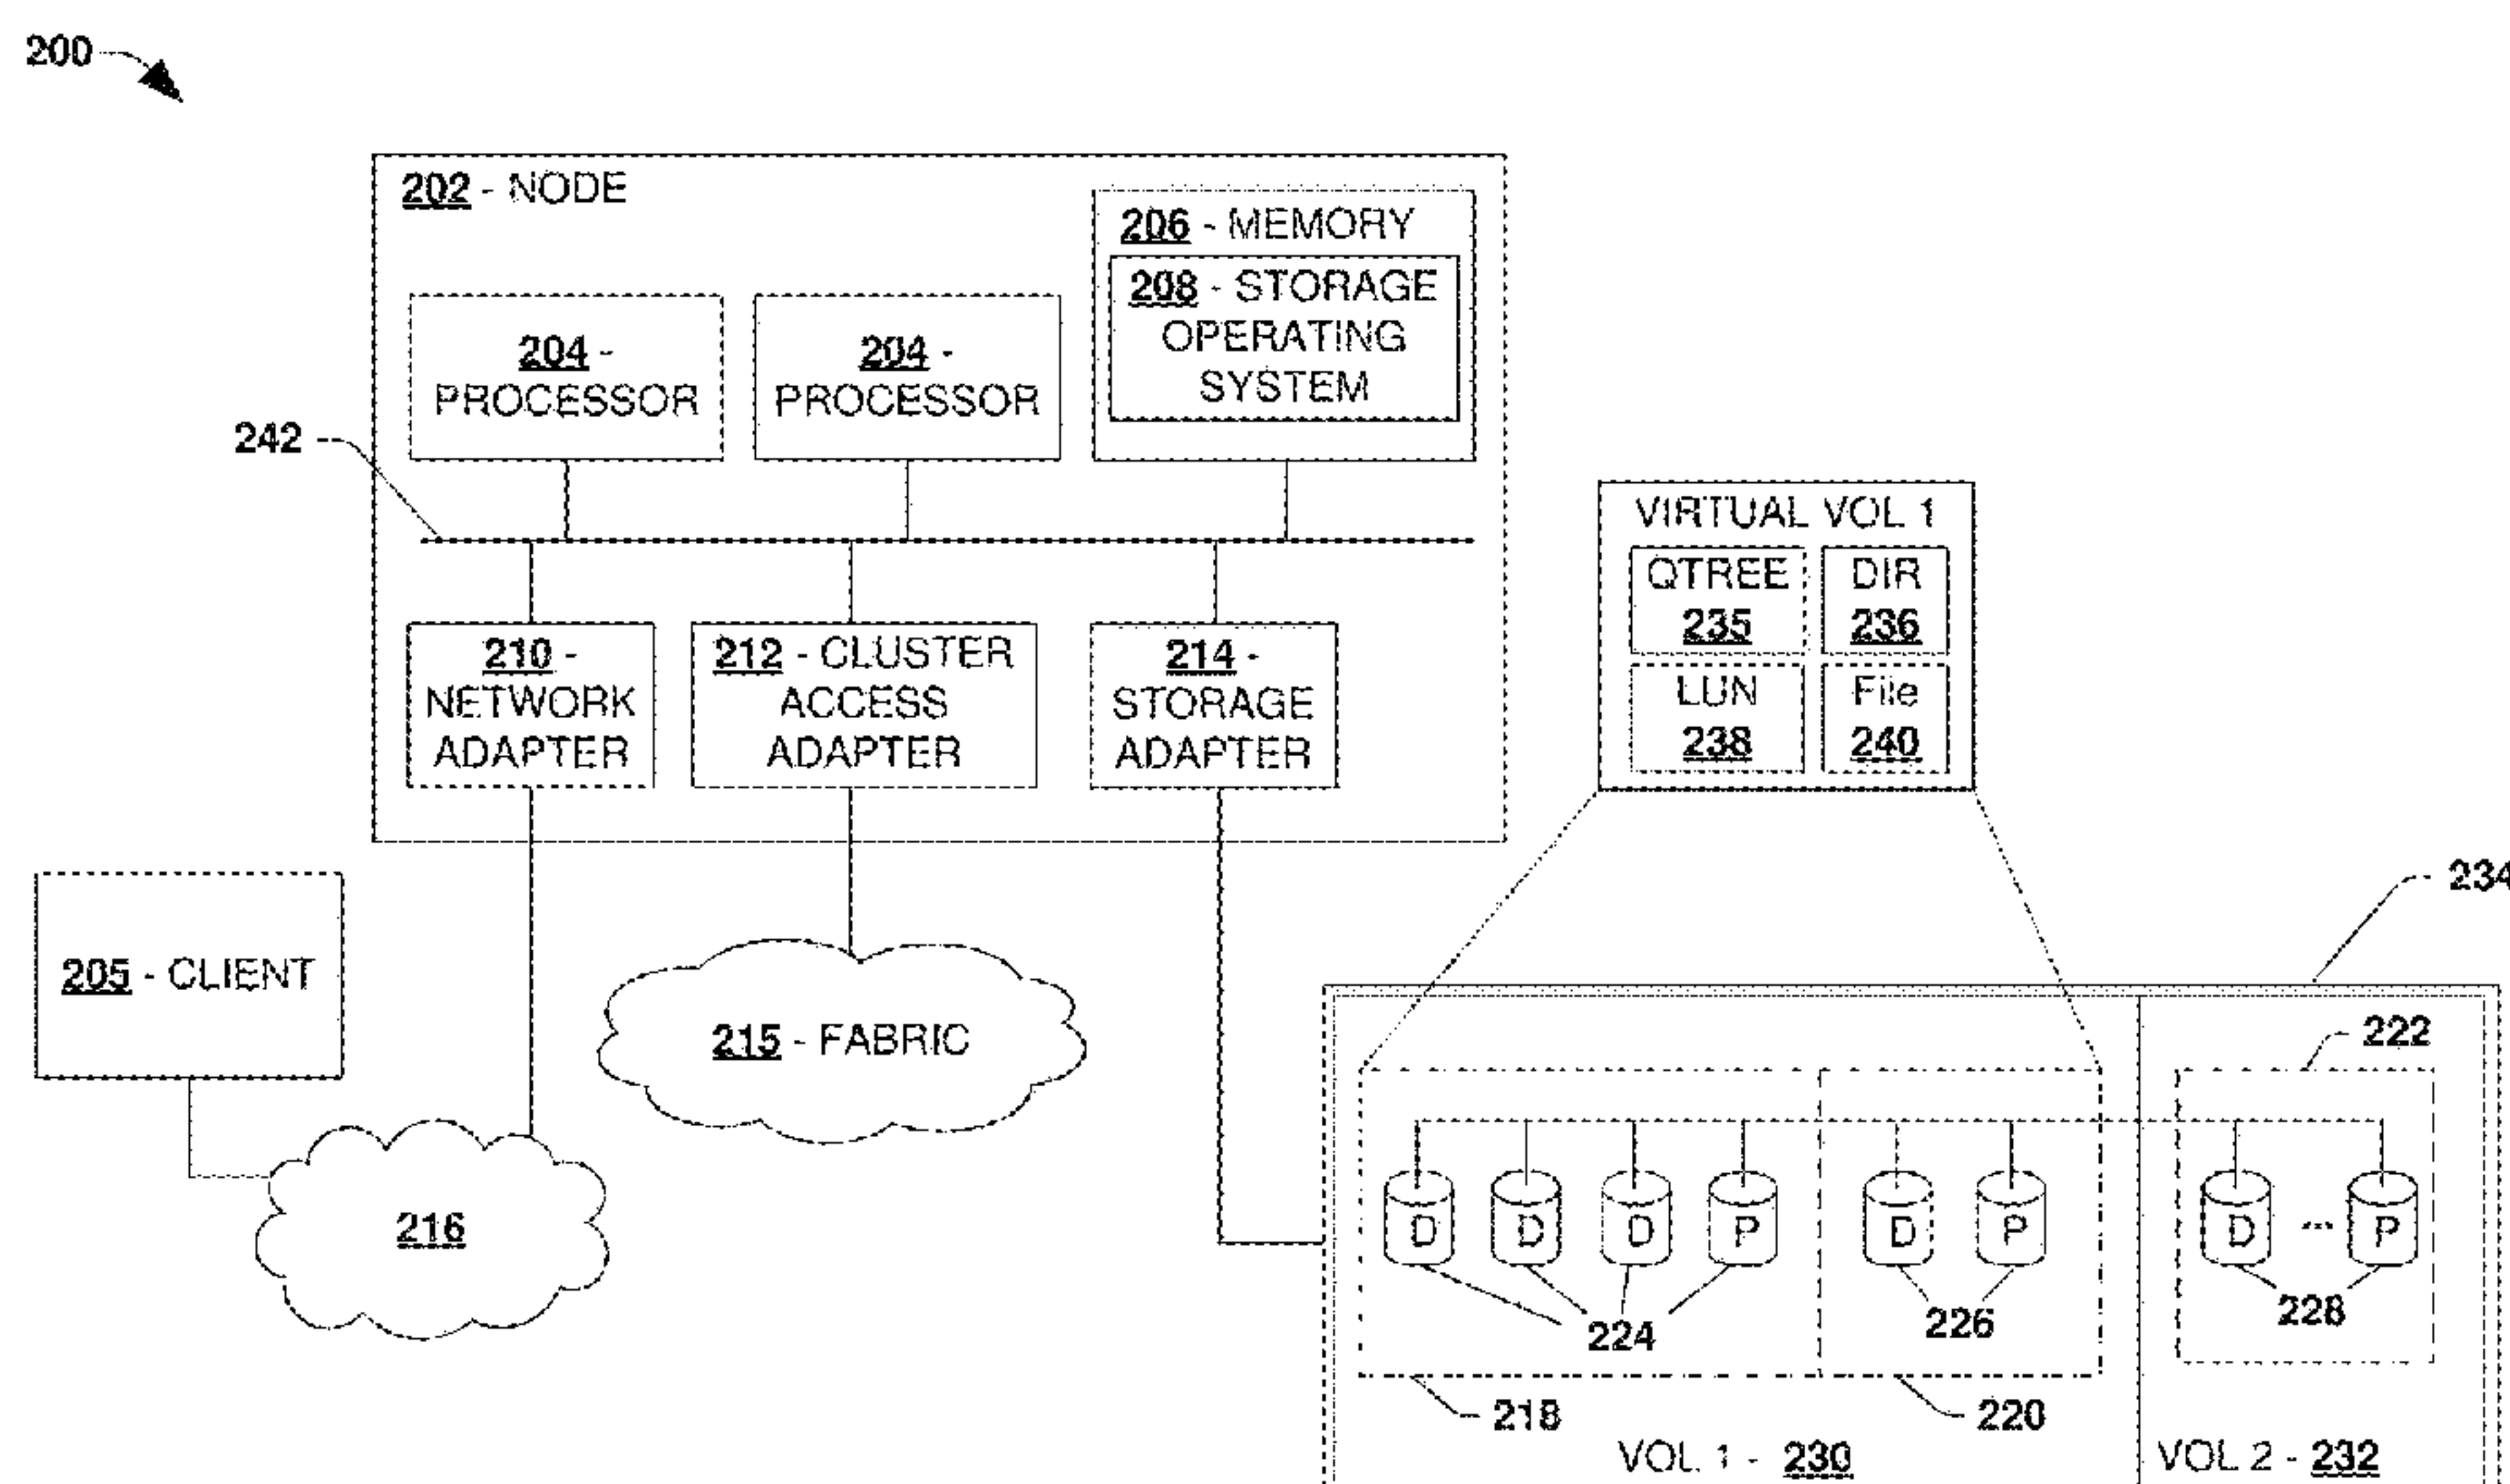 200
202 - NODE
206 - MEMORY
208 - STORAGE
OPERATING
SYSTEM
204 -
PROCESSOR
204 -
PROCESSOR
242
210 -
NETWORK
ADAPTER
212 - CLUSTER
ACCESS
ADAPTER
214 -
STORAGE
ADAPTER
VIRTUAL VOL 1
QTREE
235
DIR
236
LUN
238
File
240
205 - CLIENT
215 - FABRIC
216
234
222
D
D
D
P
D
P
D
...
P
224
226
228
218
220
VOL 1 - 230
VOL 2 - 232